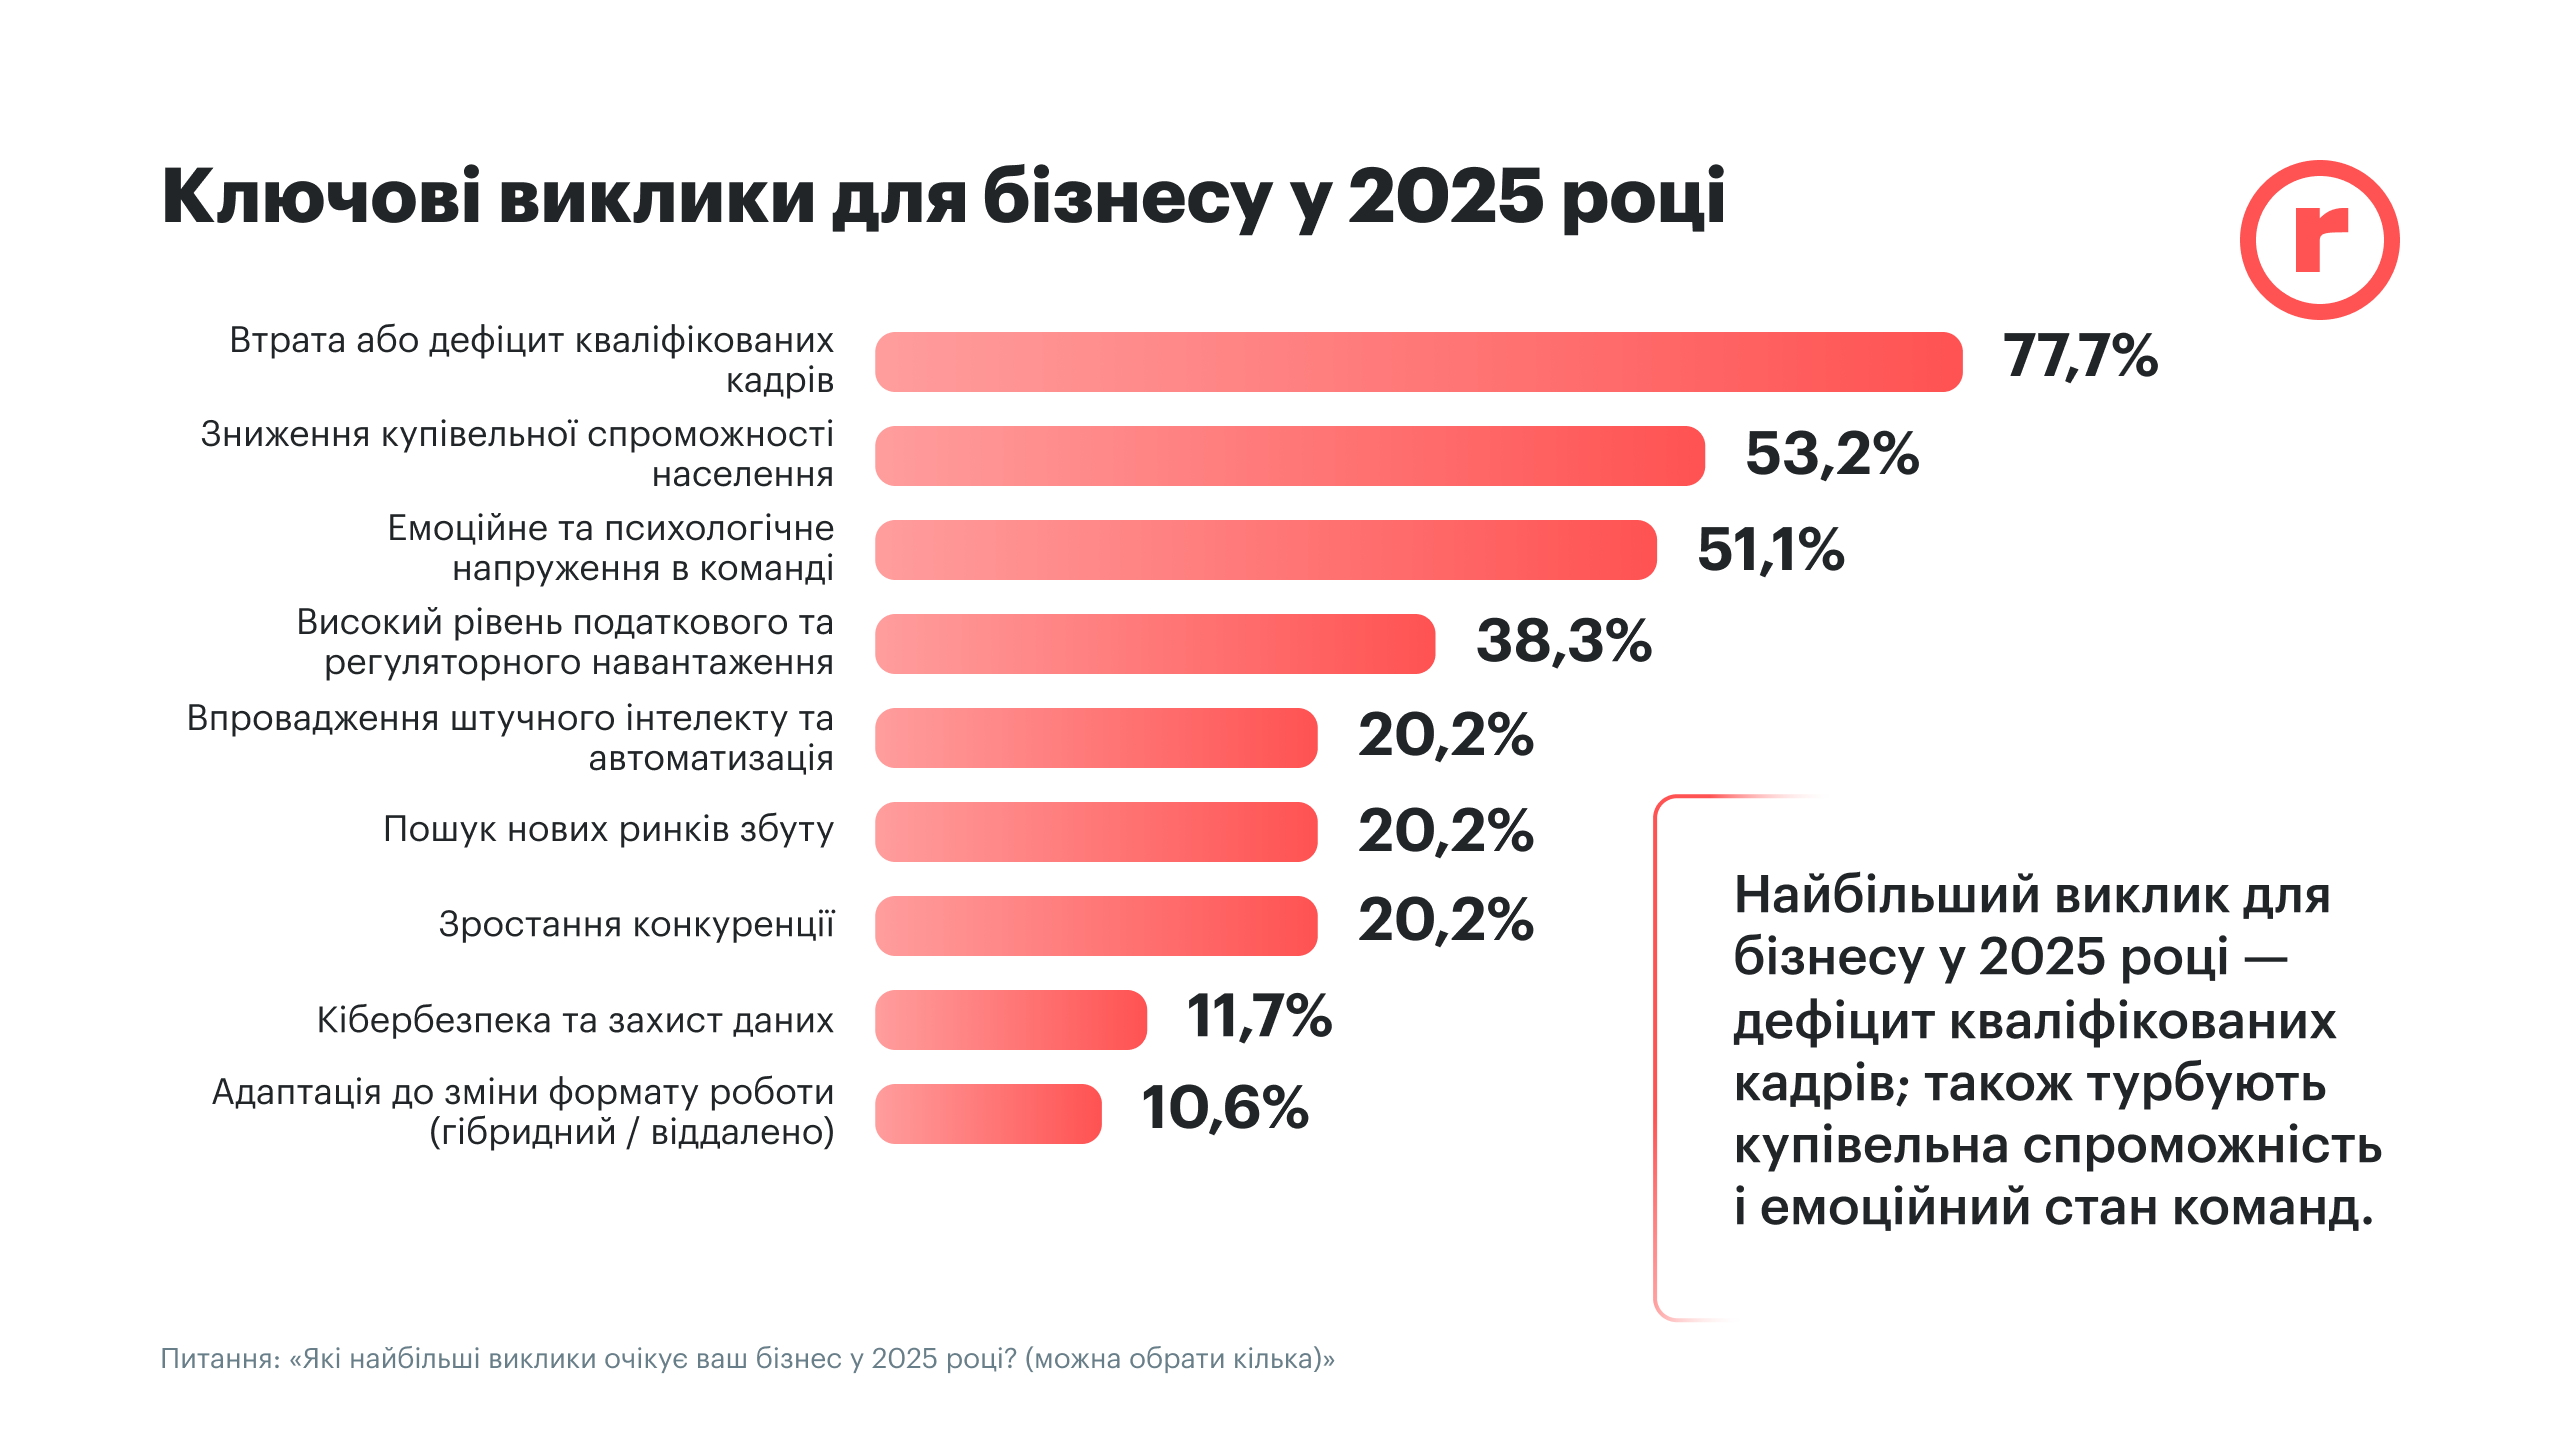 Ключові виклики для бізнесу у 2025 році
r
Втрата або дефіцит кваліфікованих
кадрів
77,7%
Зниження купівельної спроможності
населення
53,2%
Емоційне та психологічне
напруження в команді
51,1%
Високий рівень податкового та
регуляторного навантаження
38,3%
Впровадження штучного інтелекту та
автоматизація
20,2%
Пошук нових ринків збуту
20,2%
Зростання конкуренції
20,2%
Кібербезпека та захист даних
11,7%
Адаптація до зміни формату роботи
(гібридний / віддалено)
10,6%
Найбільший виклик для
бізнесу у 2025 році —
дефіцит кваліфікованих
кадрів; також турбують
купівельна спроможність
і емоційний стан команд.
Питання: «Які найбільші виклики очікує ваш бізнес у 2025 році? (можна обрати кілька)»